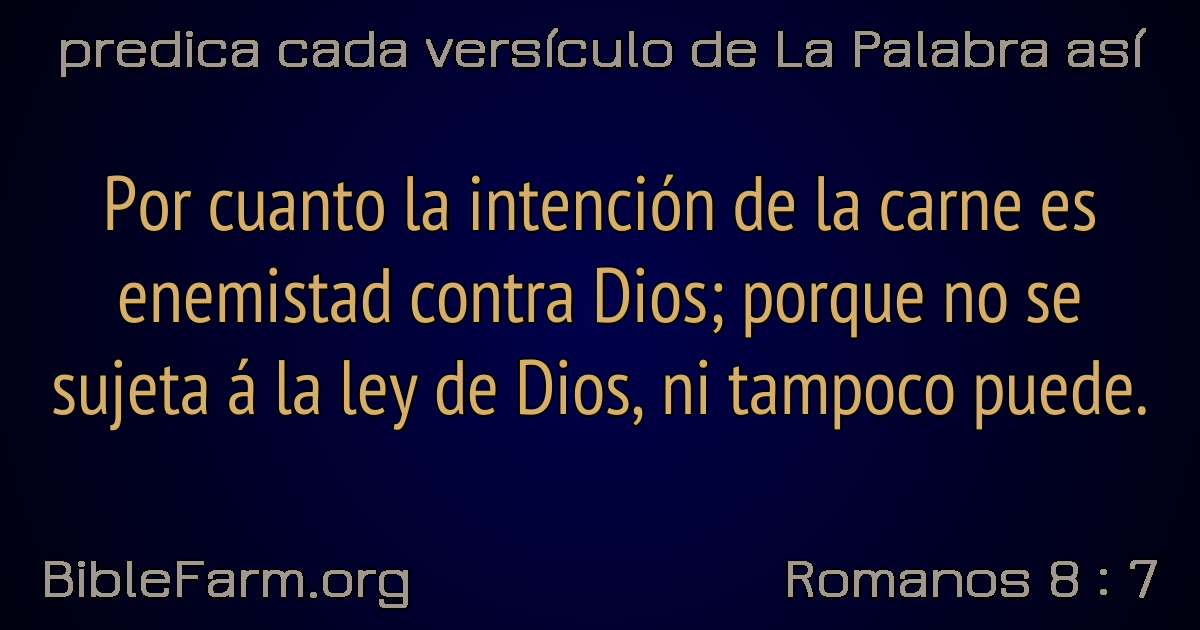 predica cada versículo de La Palabra así
Por cuanto la intención de la carne es
enemistad contra Dios; porque no se
sujeta á la ley de Dios, ni tampoco puede.
BibleFarm.org
Romanos 8 : 7